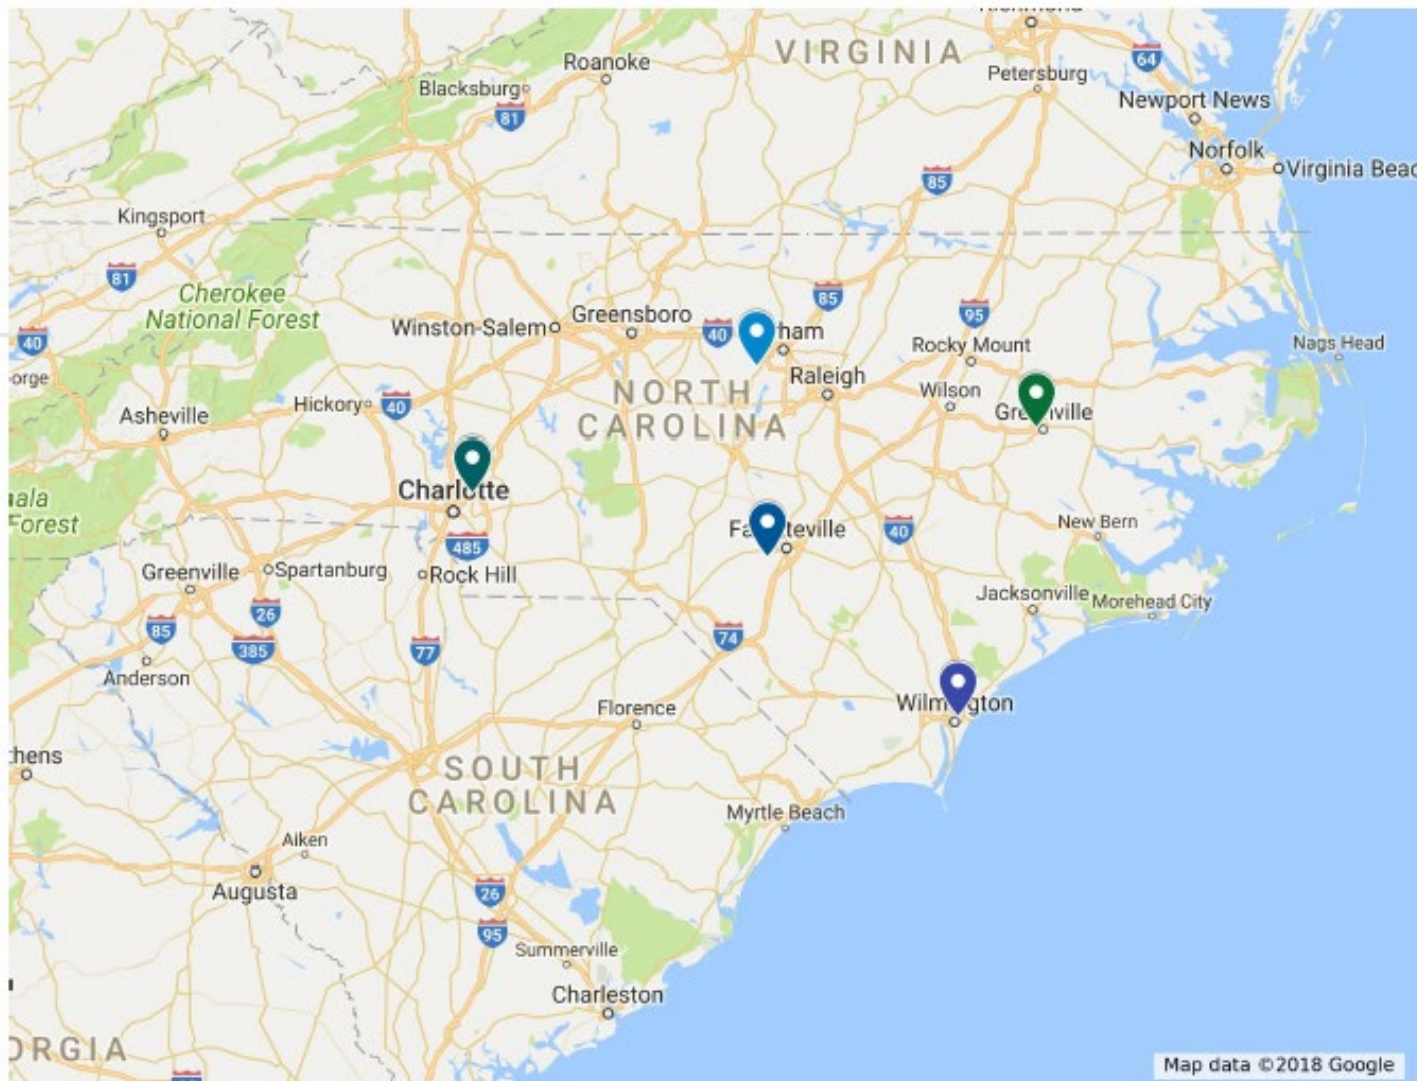 VIRGINIA
Roanoke
64
Petersburg
Blacksburg
81
Newport News
Norfolk
Virginia Beac
85
Kingsport
81
Cherokee
National Forest
85
95
40
Winston-Salem
Greensboro
40
ham
Rocky Mount
Nags Head
orge
Raleigh
NORTH
CAROLINA
Hickory
40
Wilson
Asheville
Charlotte
ala
Forest
Fa
teville
40
New Bern
485
Greenville
Spartanburg
Rock Hill
Jacksonville
Morehead City
26
85
385
77
74
Anderson
Florence
Wilm
gton
hens
SOUTH
CAROLINA
Myrtle Beach
Aiken
Augusta
26
95
Summerville
Charleston
ORGIA
Map data ©2018 Google